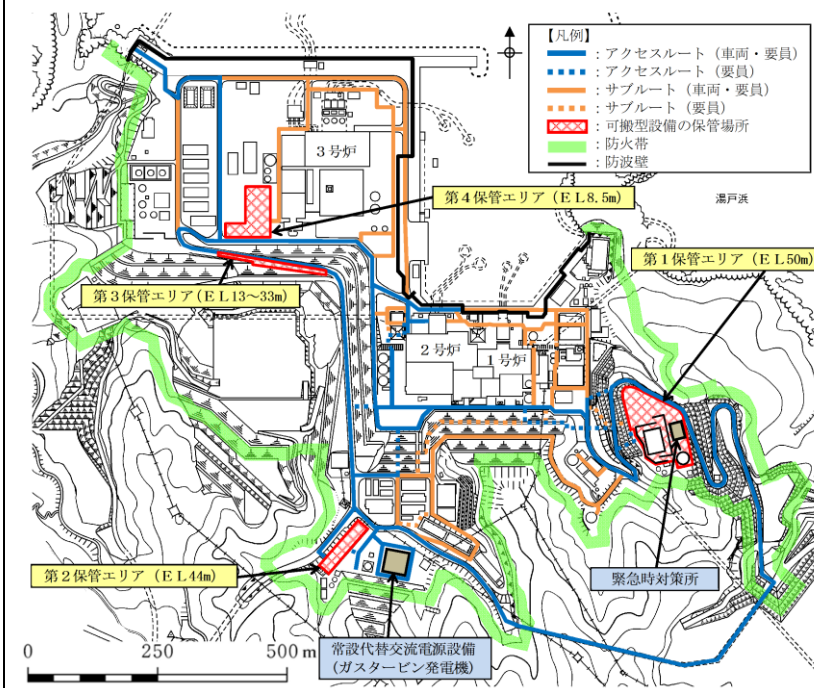 【凡例】
：アクセスルート（車両・要員）
：アクセスルート（要員）
：サブルート（車両・要員）
：サブルート（要員）
：可搬型設備の保管場所
：防火帯
：防波壁
3号炉
第4保管エリア（EL8.5m）
湯戸浜
第1保管エリア（EL50m）
第3保管エリア（EL13～33m）
2号炉
1号炉
第2保管エリア（EL44m）
緊急時対策所
常設代替交流電源設備
（ガスタービン発電機）
0 250 500 m